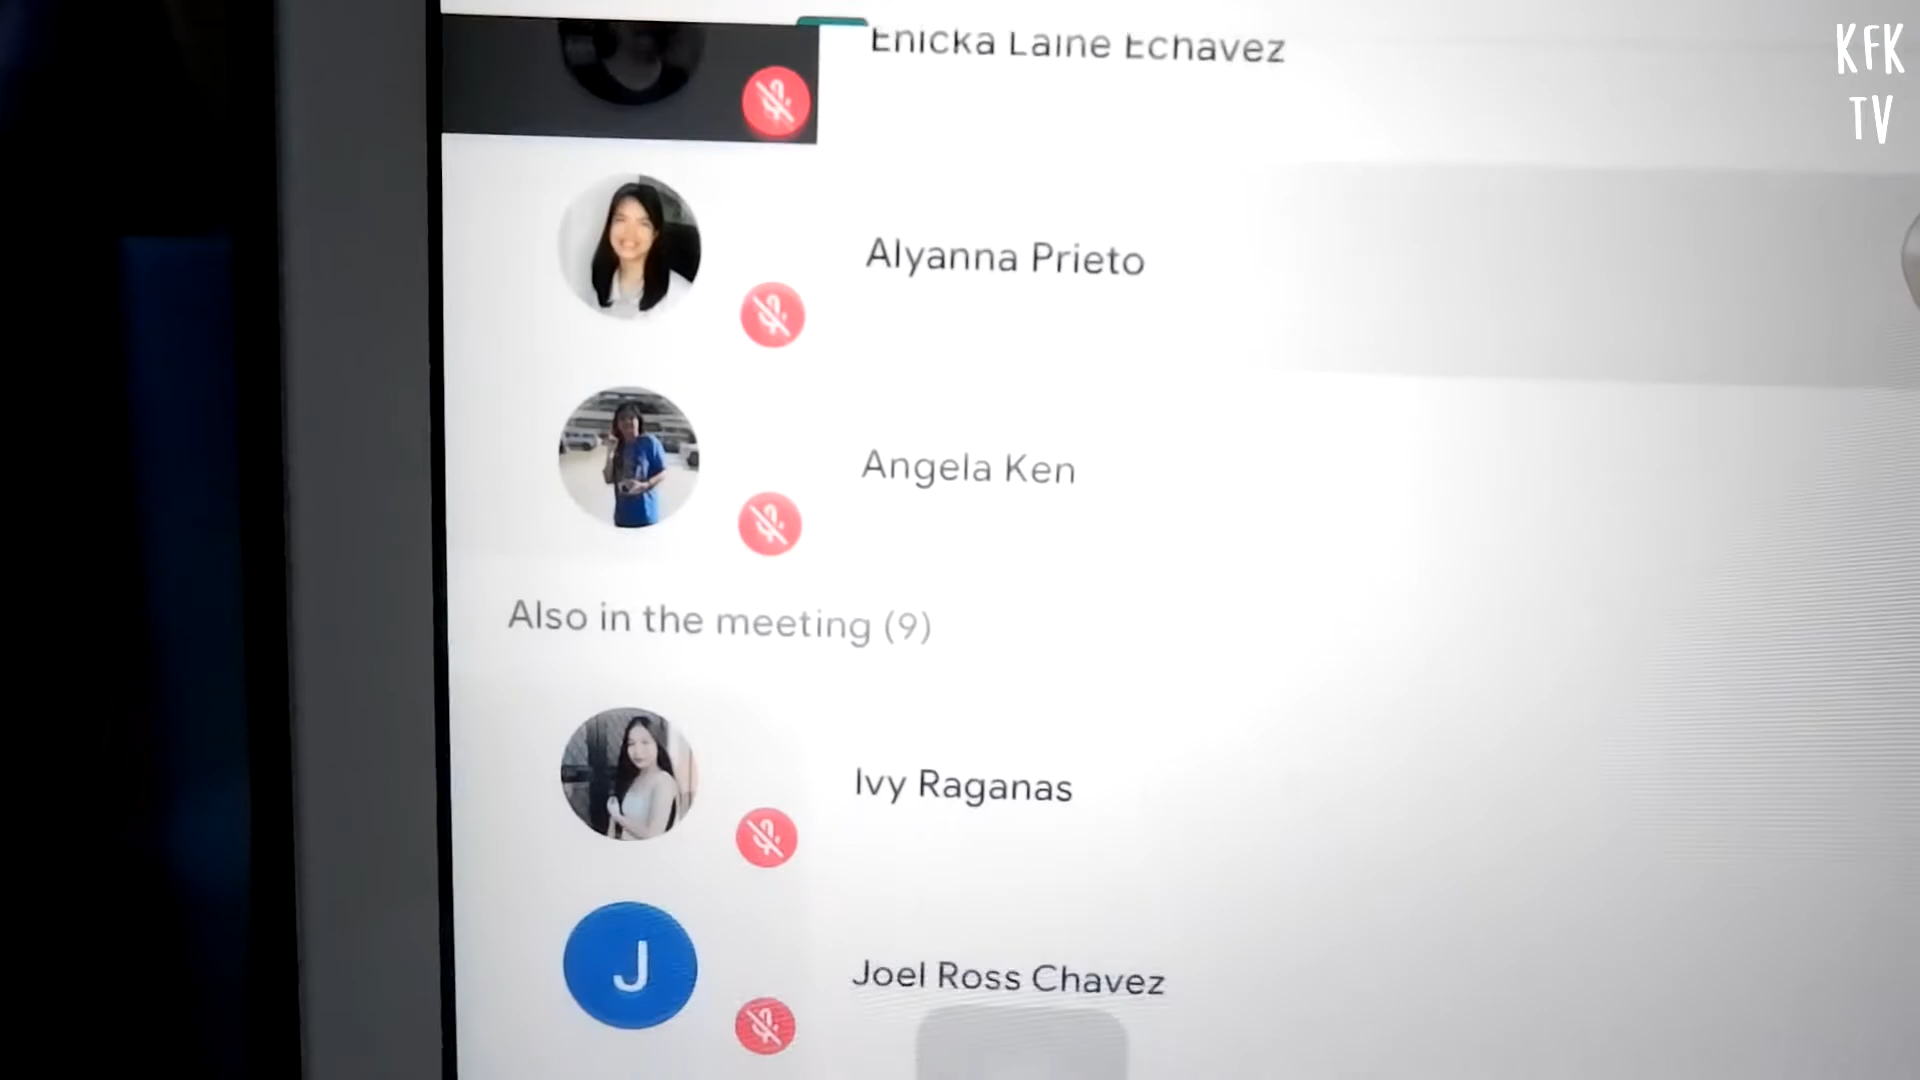 KFK
TV
Enicka Laine Echavez
Alyanna Prieto
Angela Ken
Also in the meeting (9)
Ivy Raganas
J
Joel Ross Chavez